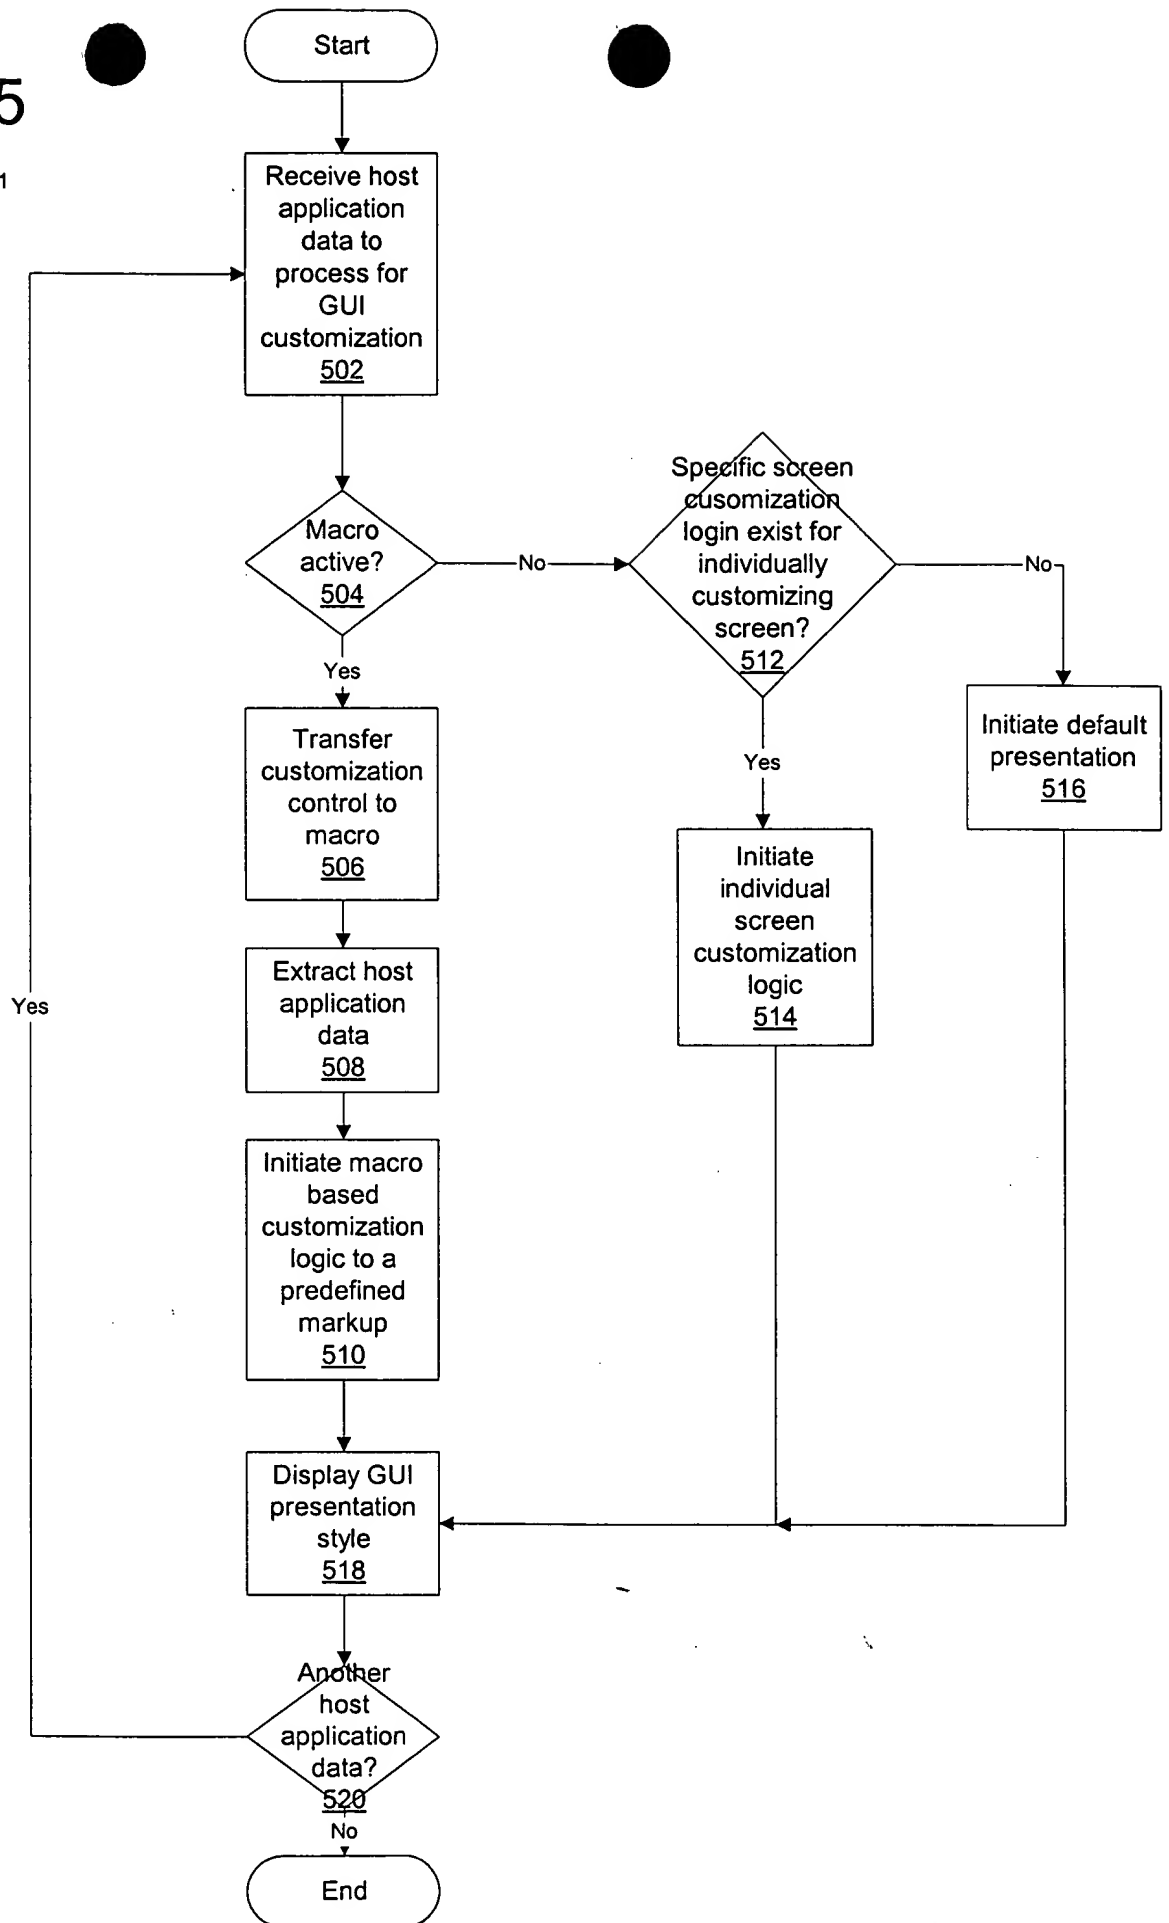 Start
5
1
Receive host
application
data to
process for
GUI
customization
502
Macro
active?
504
No
Specific screen
cusomization
login exist for
individually
customizing
screen?
512
No
Yes
Transfer
customization
control to
macro
506
Yes
Initiate default
presentation
516
Initiate
individual
screen
customization
logic
514
Extract host
application
data
508
Yes
Initiate macro
based
customization
logic to a
predefined
markup
510
Display GUI
presentation
style
518
Another
host
application
data?
520
No
End